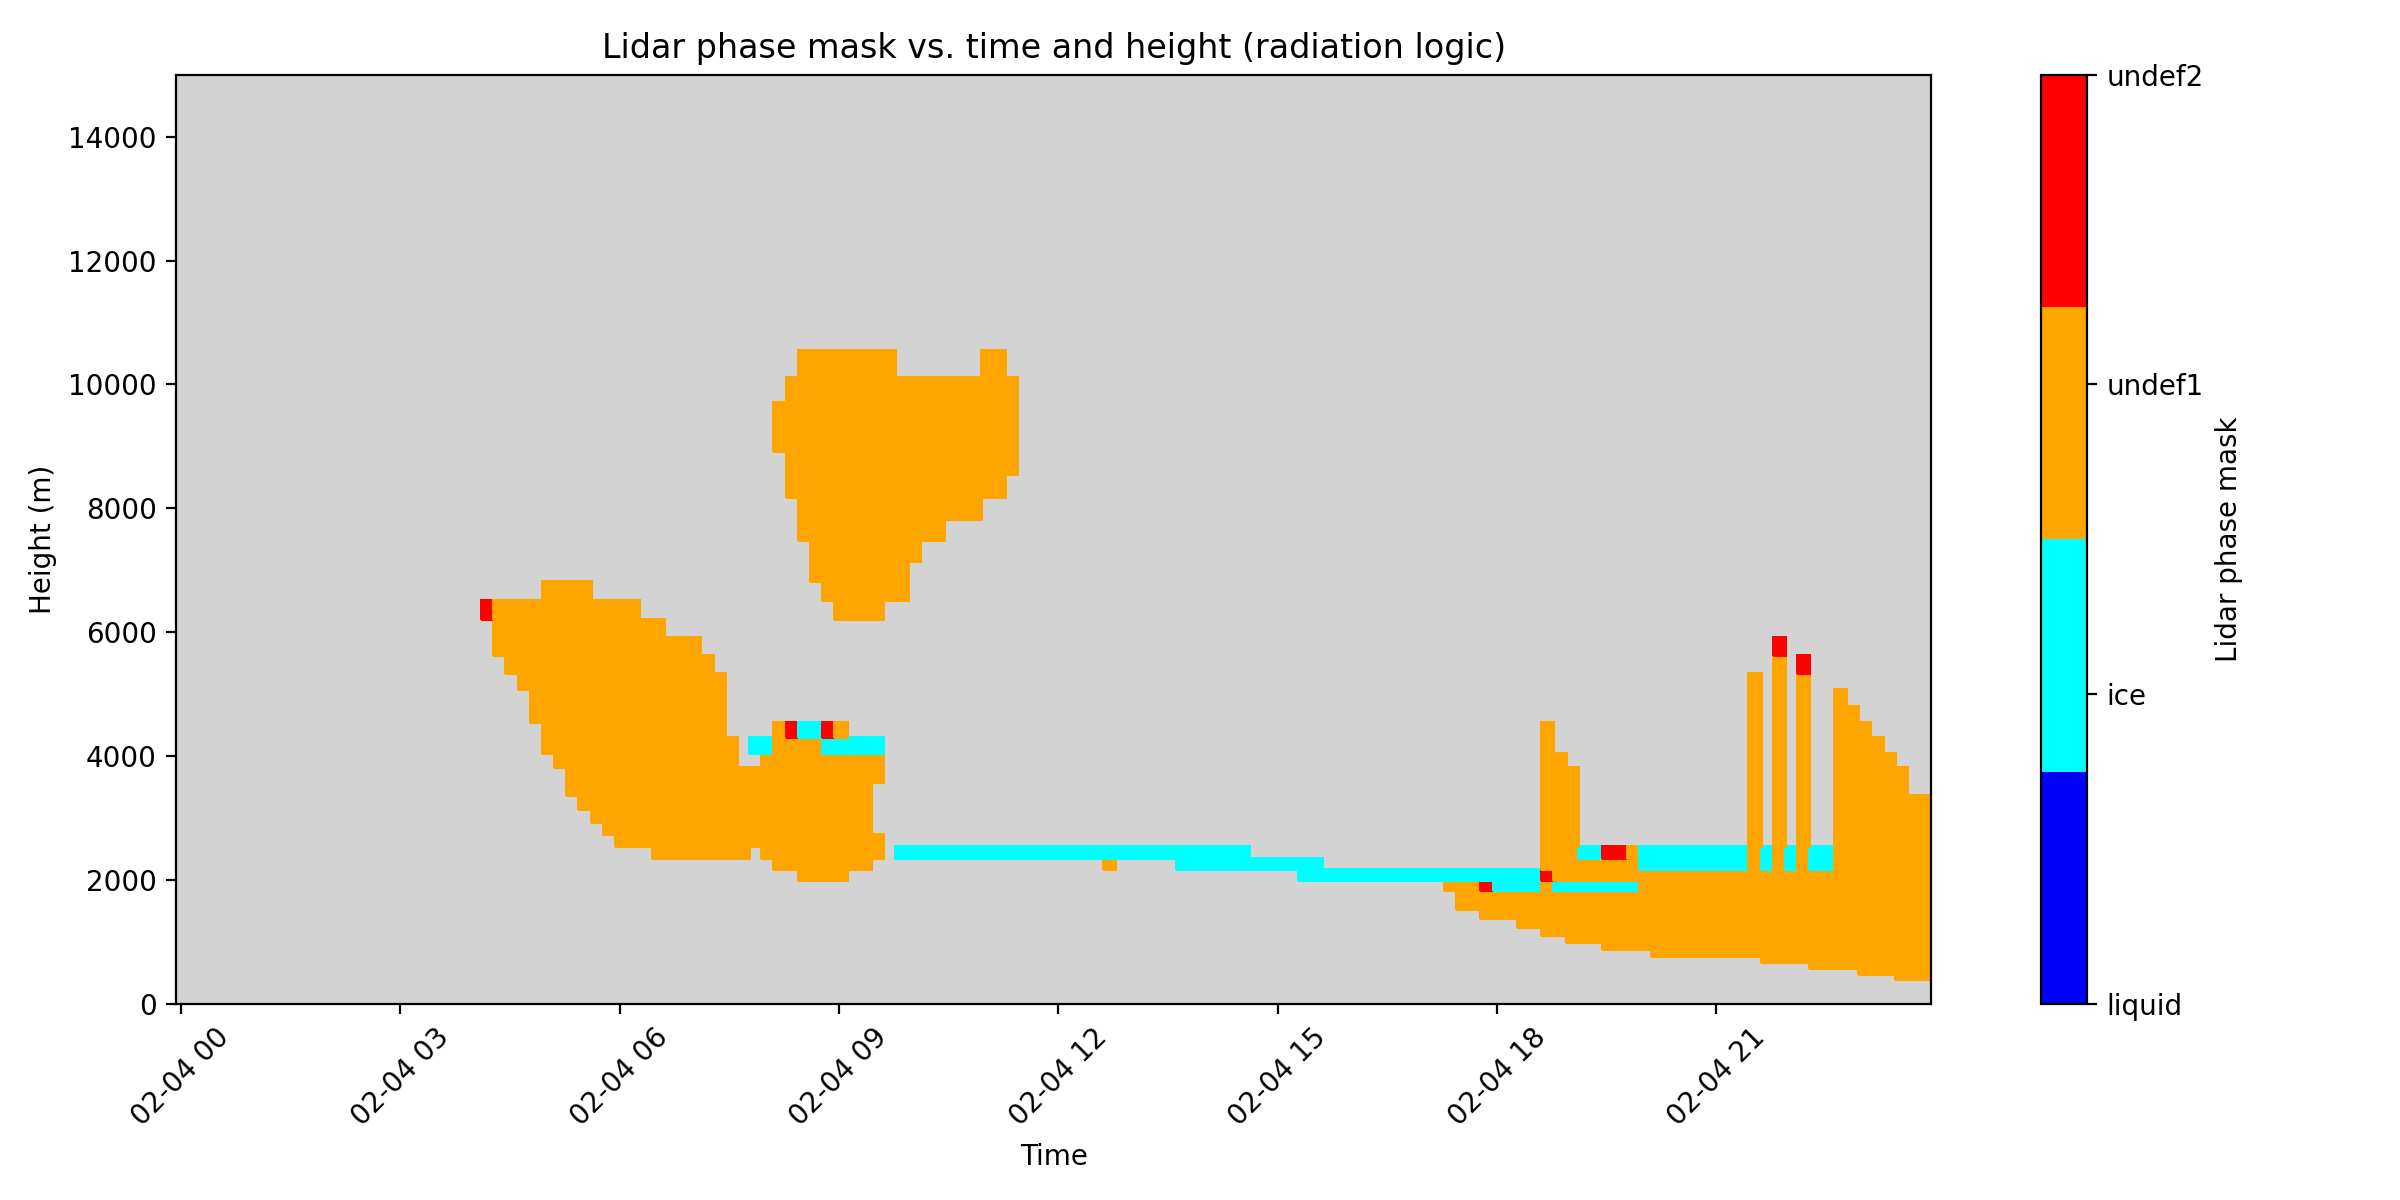 Lidar phase mask vs. time and height (radiation logic)
Height (m)
14000
12000
10000
8000
6000
4000
2000
0
02-04 00
02-04 03
02-04 06
02-04 09
02-04 12
02-04 15
02-04 18
02-04 21
Time
undef2
undef1
ice
liquid
Lidar phase mask